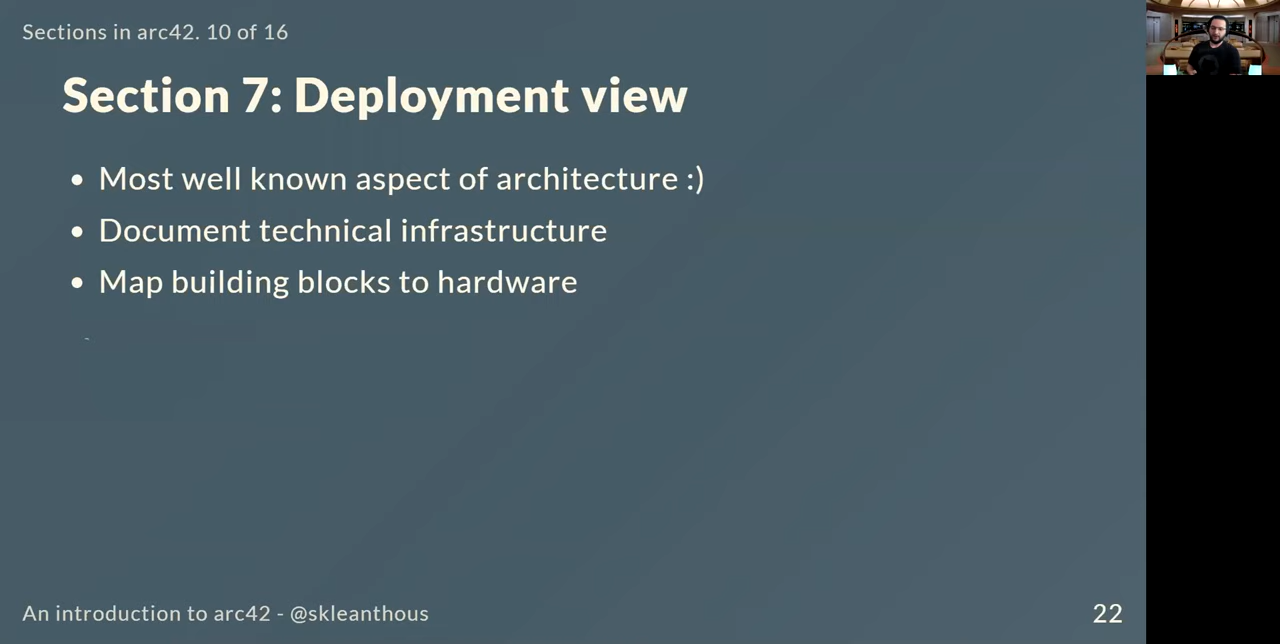 Sections in arc42. 10 of 16
Section 7: Deployment view
• Most well known aspect of architecture :)
• Document technical infrastructure
• Map building blocks to hardware
An introduction to arc42 - @skleanthous
22